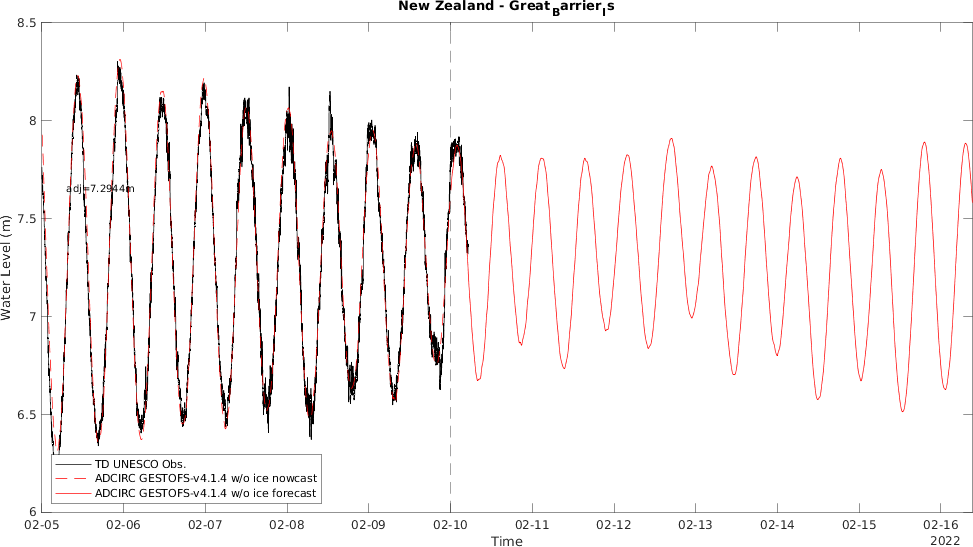 New Zealand - Great_Barrier_Is
8.5
8
7.5
7
6.5
6
Water Level (m)
adj=7.2944m
TD UNESCO Obs.
ADCIRC GESTOFS-v4.1.4 w/o ice nowcast
ADCIRC GESTOFS-v4.1.4 w/o ice forecast
02-05 02-06 02-07 02-08 02-09 02-10 02-11 02-12 02-13 02-14 02-15 02-16
Time 2022